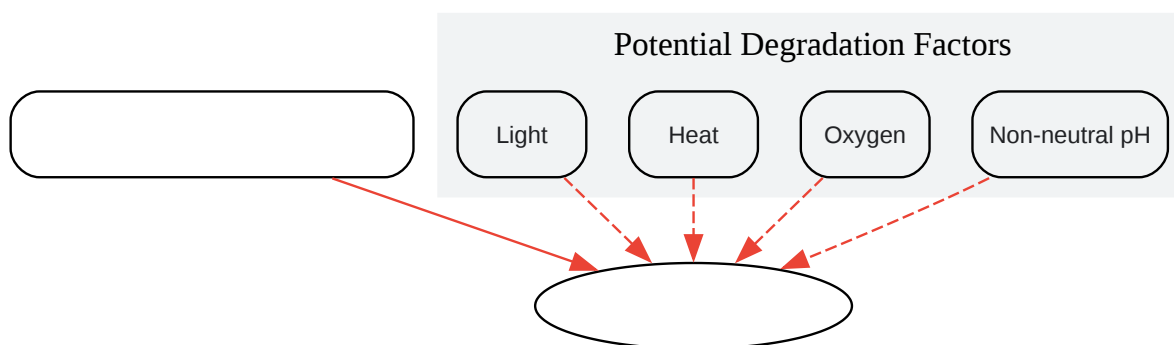 Potential Degradation Factors
Light
Heat
Oxygen
Non-neutral pH